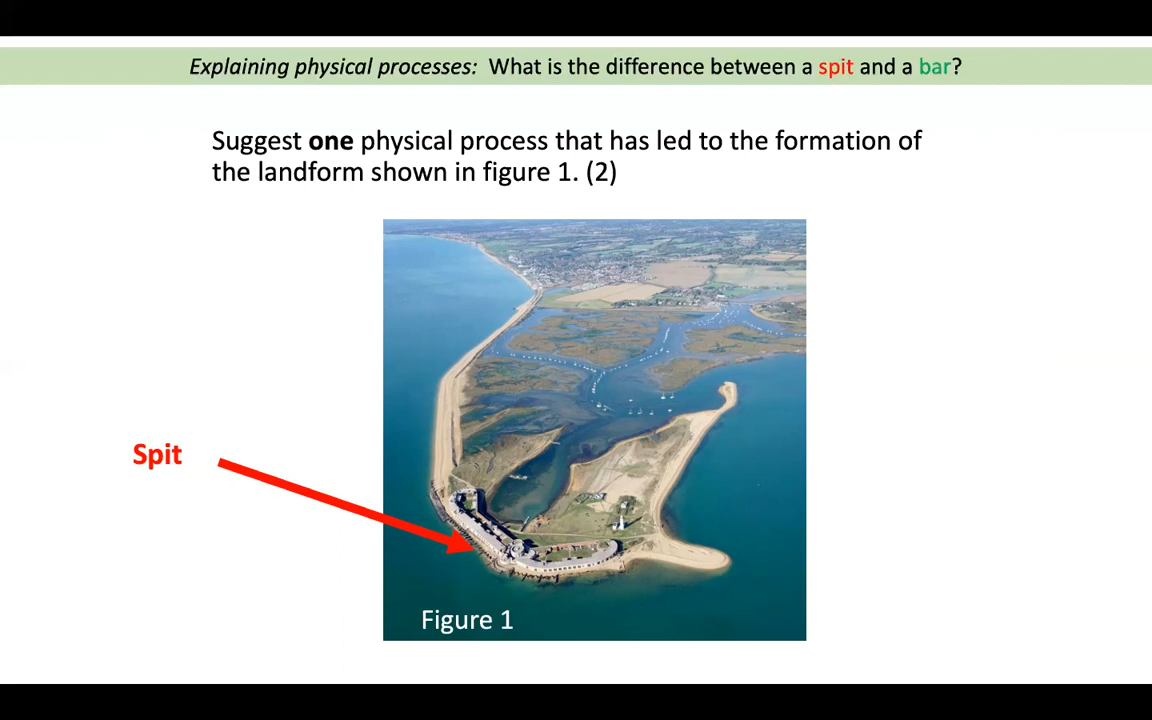 Explaining physical processes: What is the difference between a spit and a bar?
Suggest one physical process that has led to the formation of
the landform shown in figure 1. (2)
Spit
Figure 1